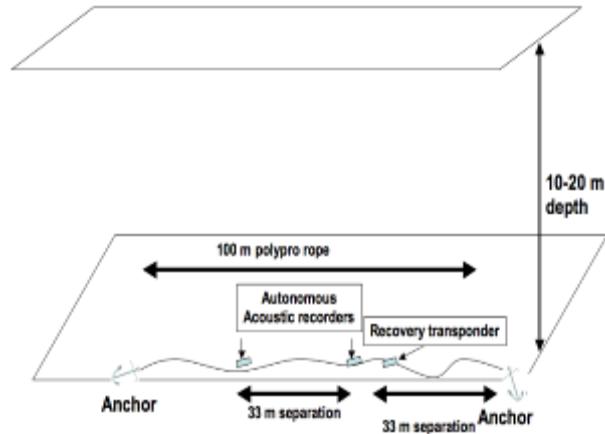 10-20 m
depth
100 m polypro rope
Autonomous
Acoustic recorders
Recovery transponder
Anchor
33 m separation
33 m separation
Anchor